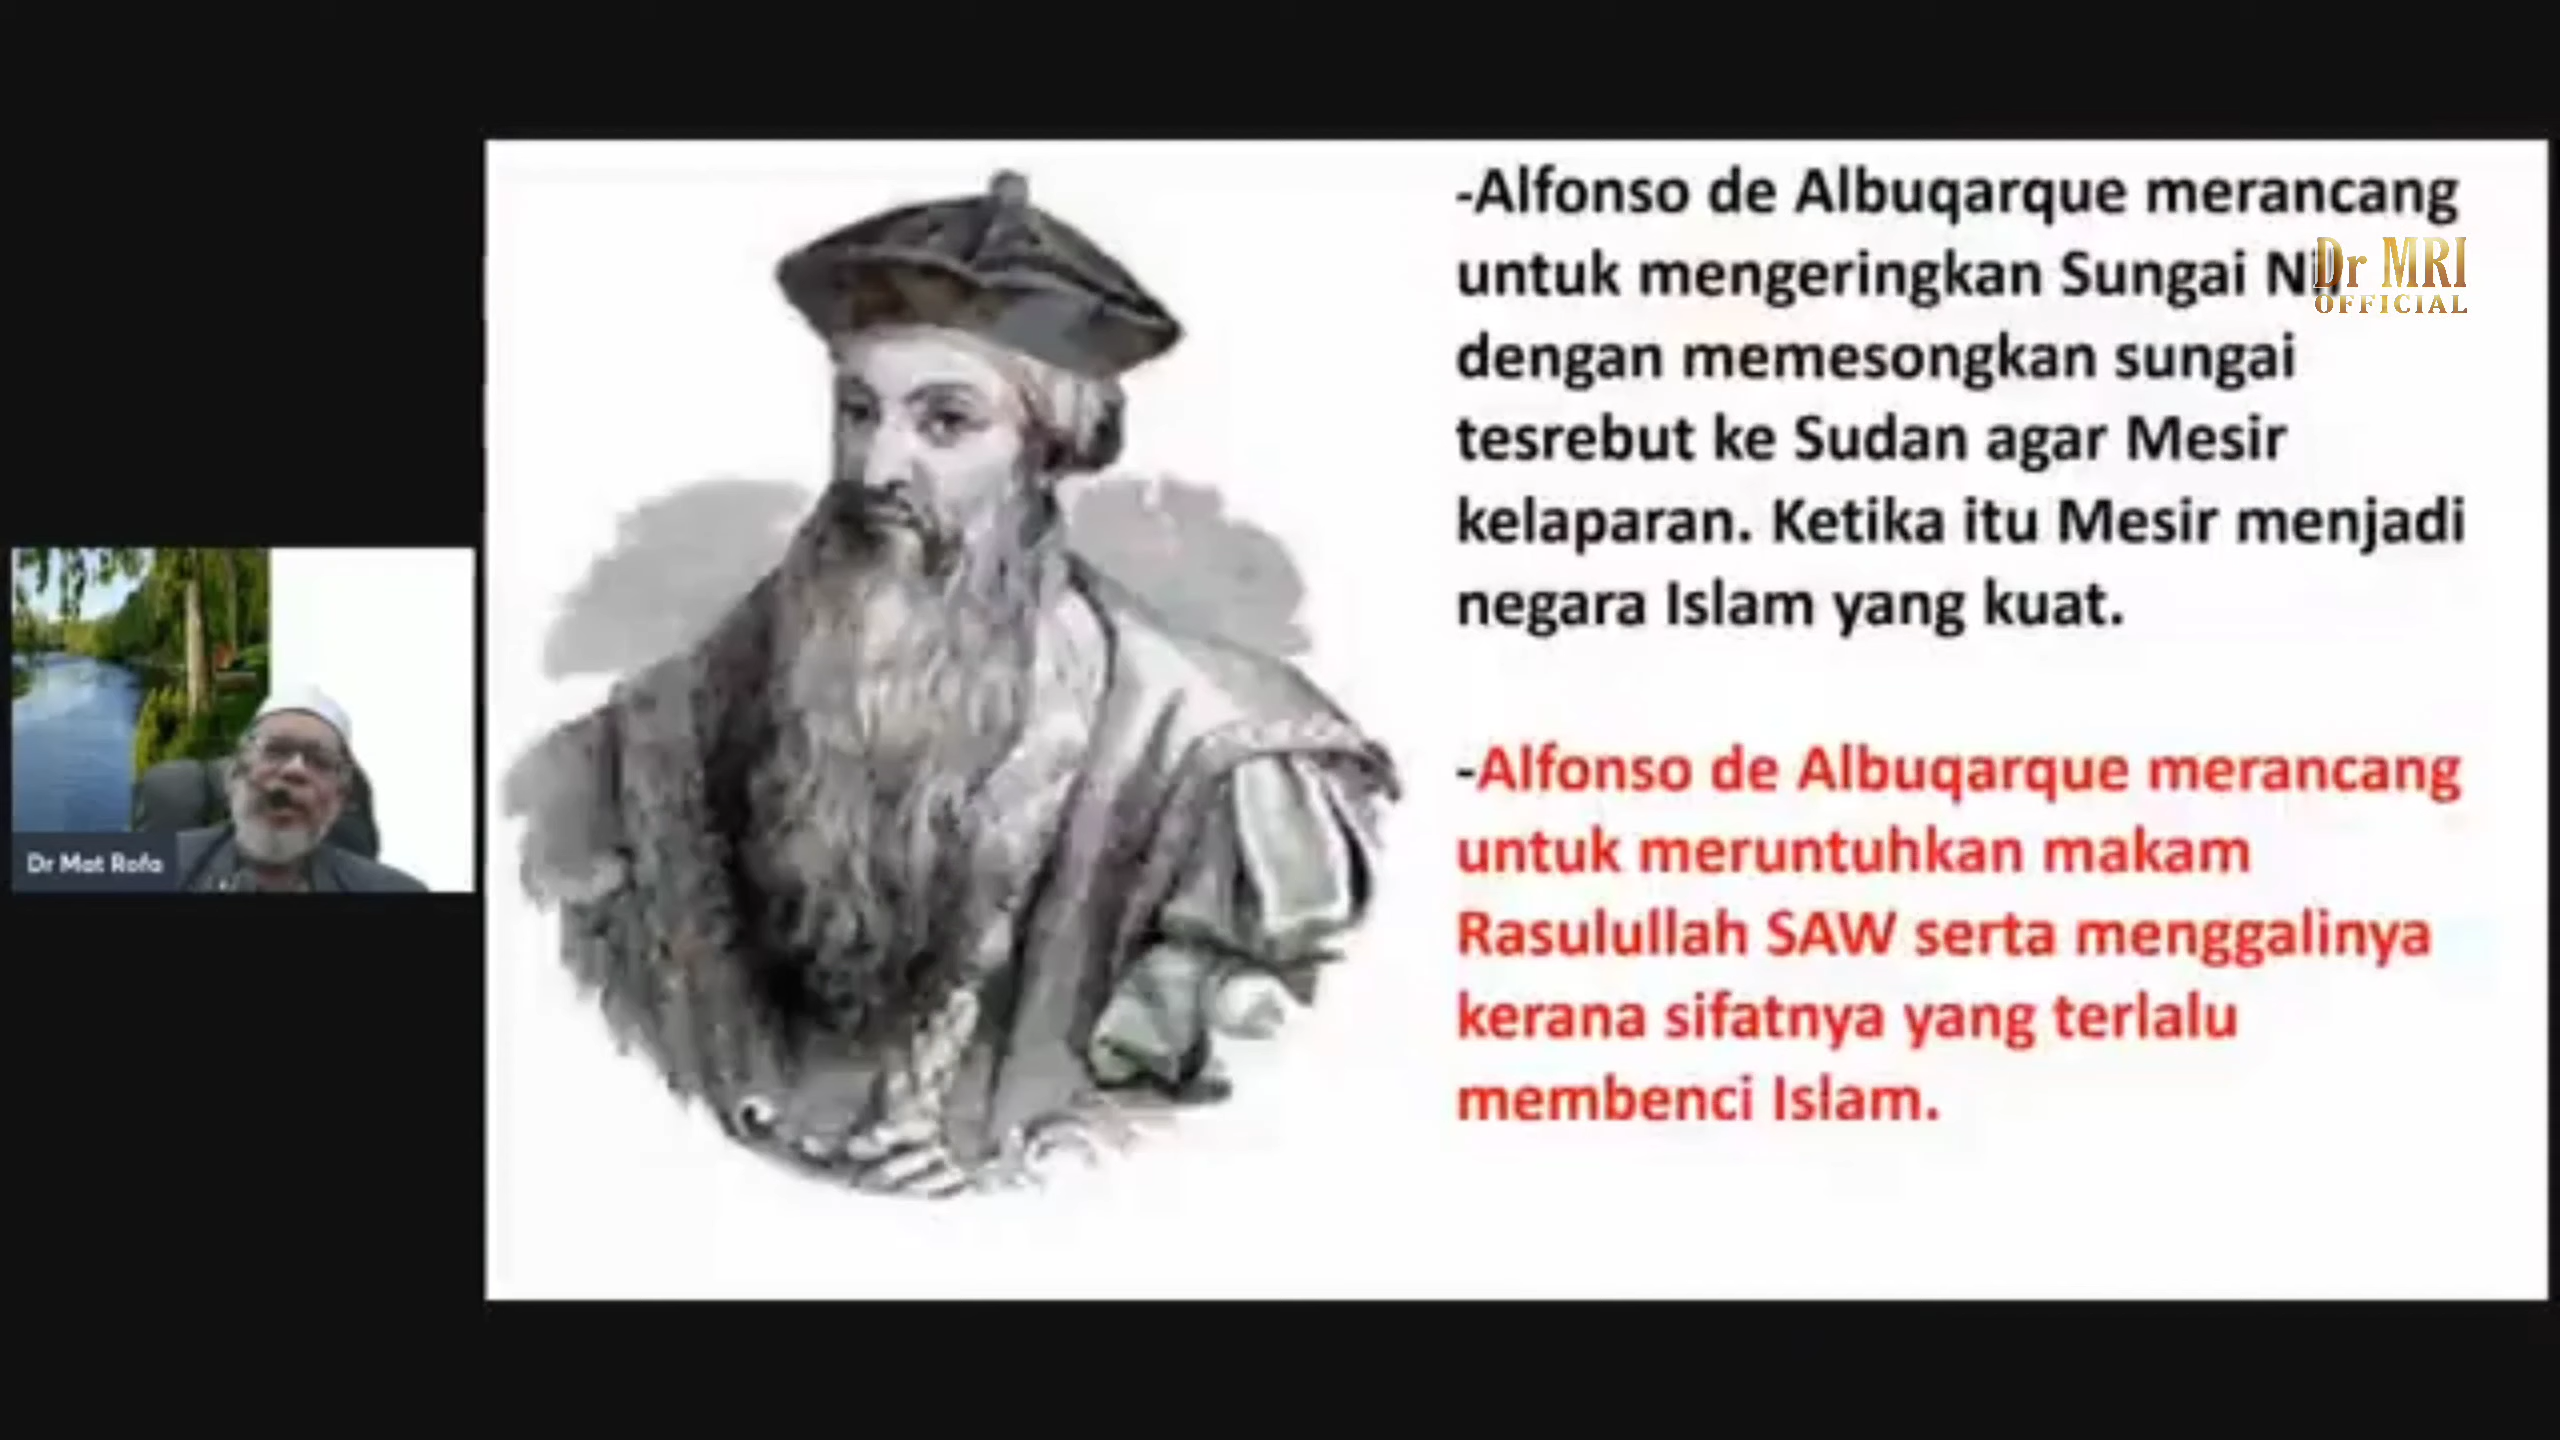 -Alfonso de Albuqarque merancang
untuk mengeringkan Sungai Nil
dengan memesongkan sungai
tesrebut ke Sudan agar Mesir
kelaparan. Ketika itu Mesir menjadi
negara Islam yang kuat.
-Alfonso de Albuqarque merancang
untuk meruntuhkan makam
Rasulullah SAW serta menggalinya
kerana sifatnya yang terlalu
membenci Islam.
Dr MRI
OFFICIAL
Dr Mat Rofa